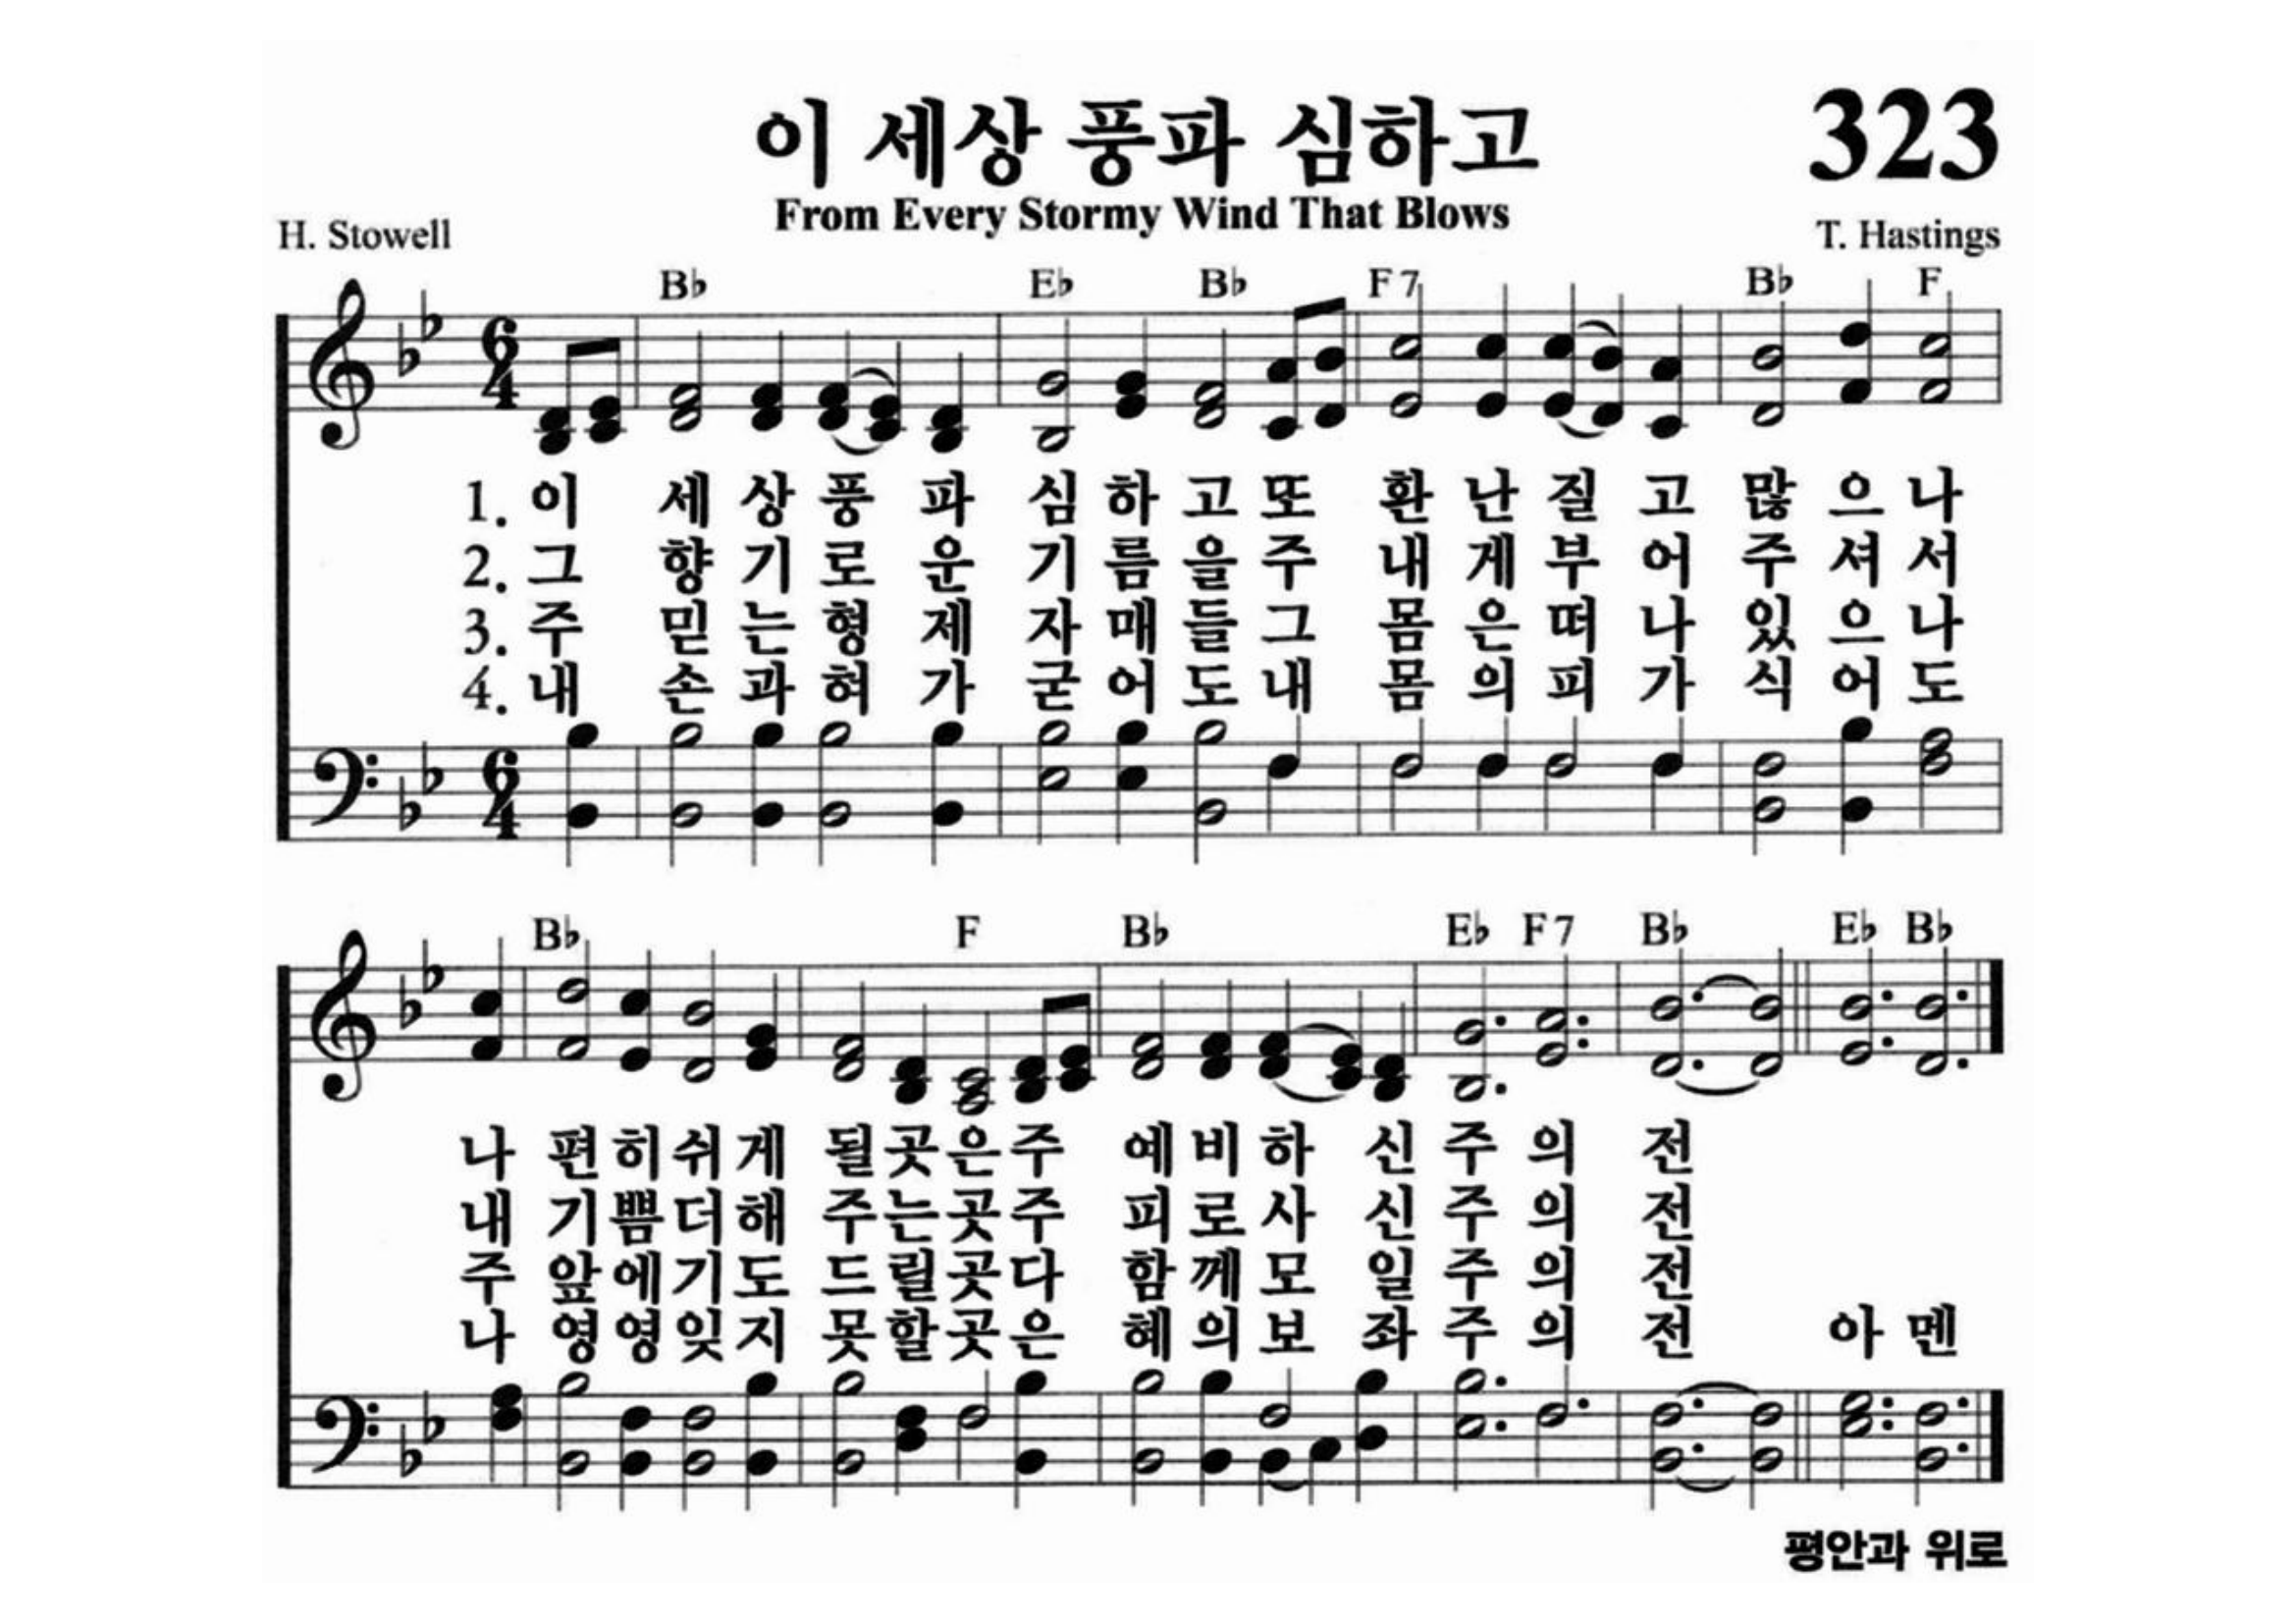 이 세상 풍파 심하고
323
From Every Stormy Wind That Blows
H. Stowell
T. Hastings
B♭ E♭ B♭ F7 B♭ F
6/4
1. 이 세 상 풍 파 심 하 고 또 환 난 질 고 많 으 나
2. 그 향 기 로 운 기 름 을 주 내 게 부 어 주 셔 서
3. 주 믿 는 형 제 자 매 들 그 몸 은 떠 나 있 으 나
4. 내 손 과 혀 가 굳 어 도 내 몸 의 피 가 식 어 도
6/4
B♭ F B♭ E♭ F7 B♭ E♭ B♭
나 편 히 쉬 게 될 곳 은 주 예 비 하 신 주 의 전
내 기 쁨 더 해 주 는 곳 주 피 로 사 신 주 의 전
주 앞 에 기 도 드 릴 곳 다 함 께 모 일 주 의 전
나 영 영 잊 지 못 할 곳 은 혜 의 보 좌 주 의 전 아 멘
평안과 위로